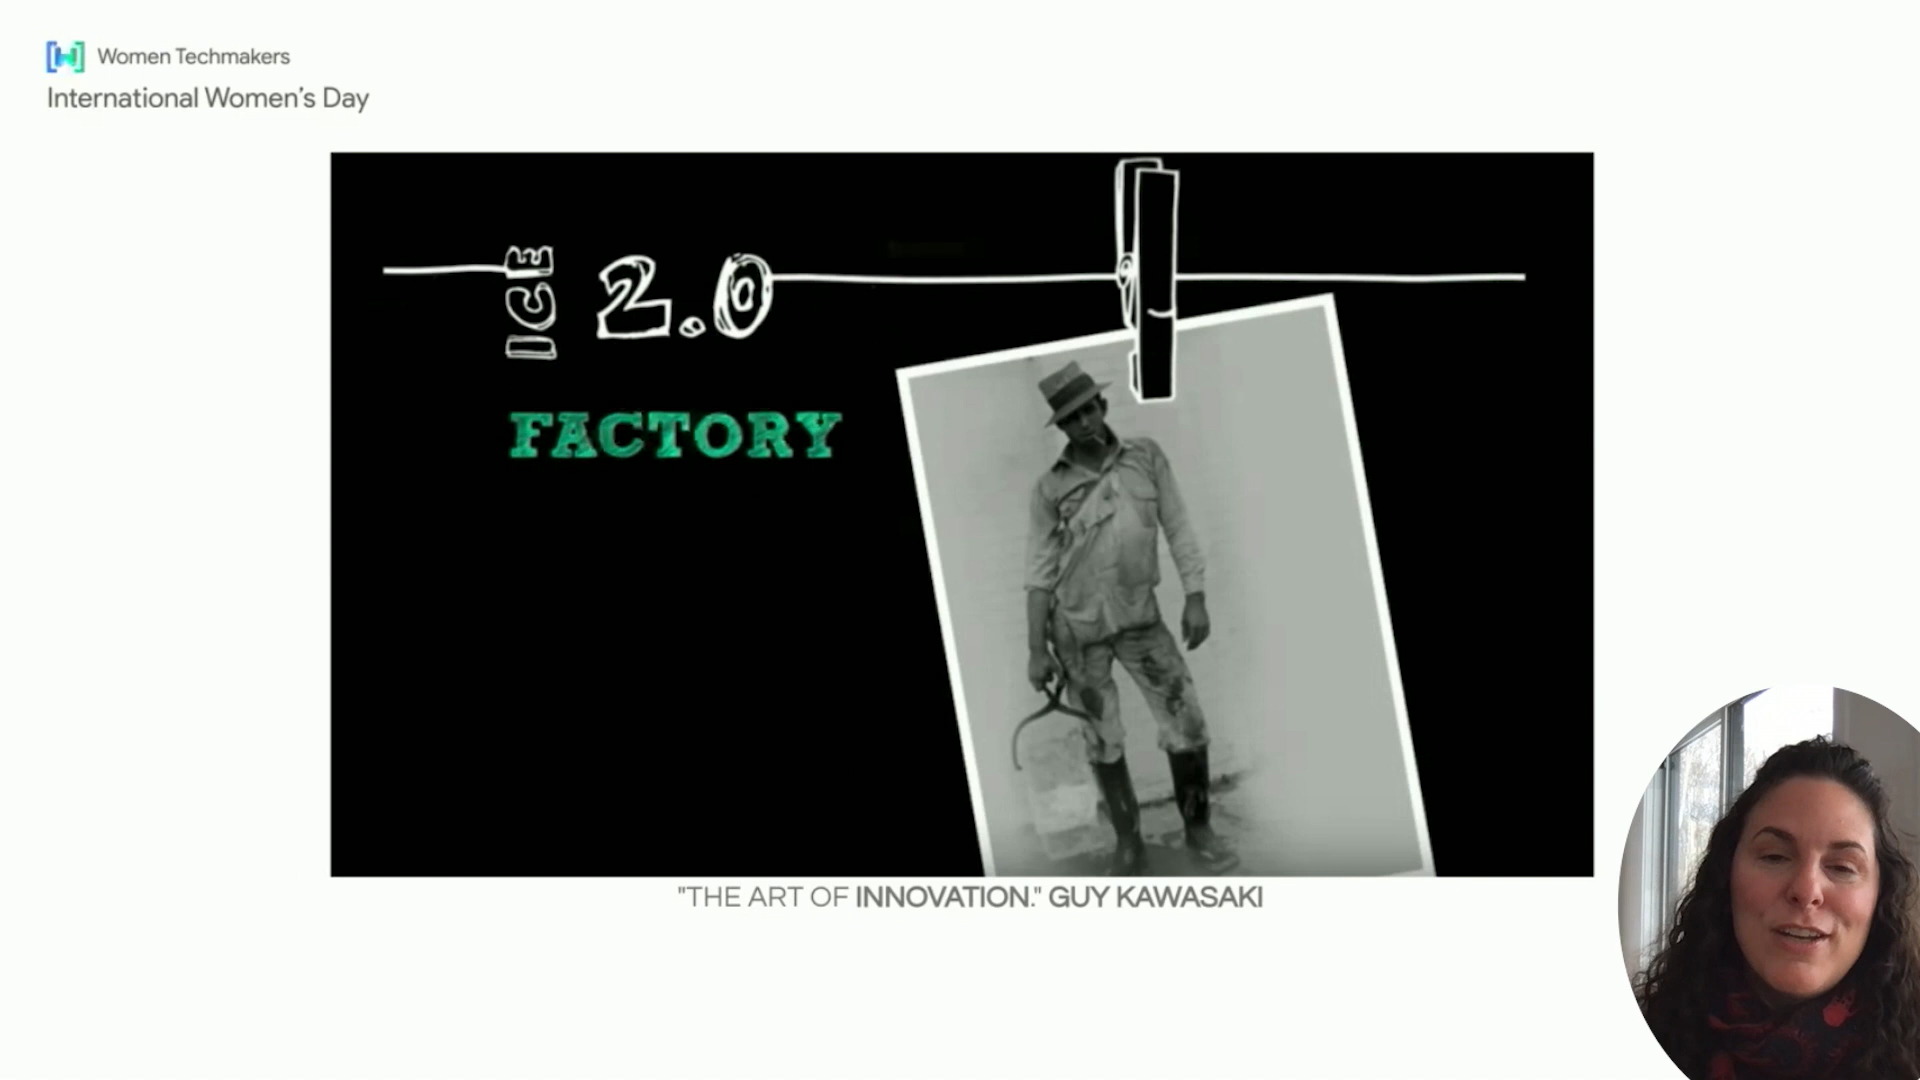 Women Techmakers
International Women's Day
ICE 2.0
FACTORY
"THE ART OF INNOVATION." GUY KAWASAKI